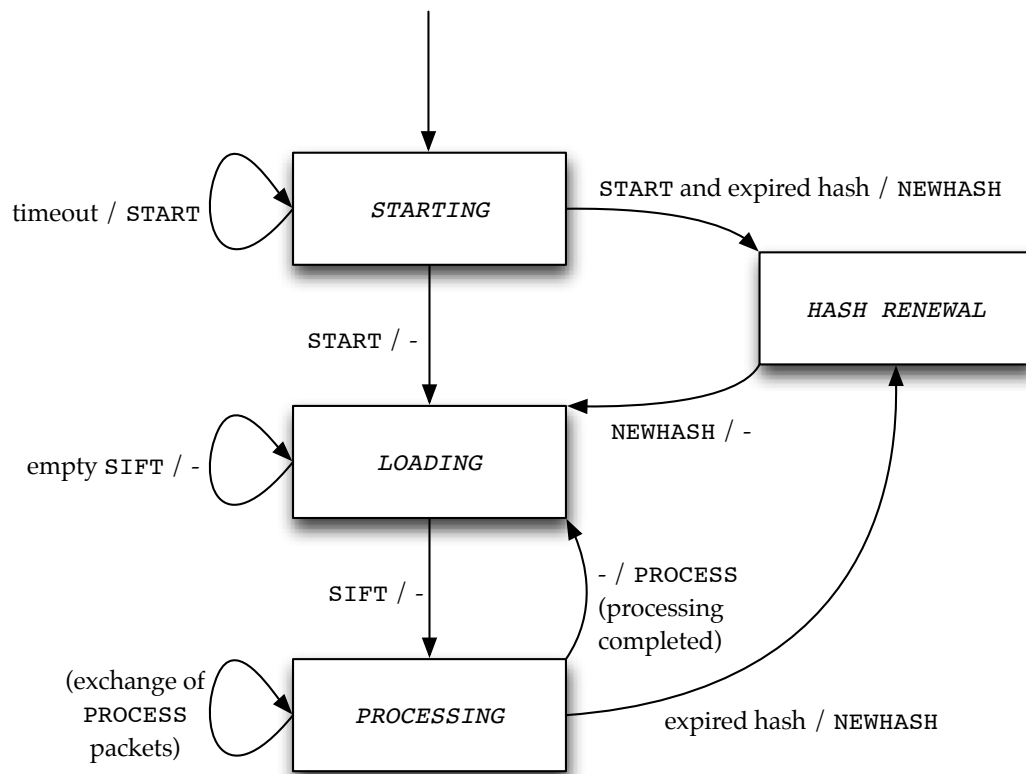 START and expired hash / NEWHASH
timeout / START
STARTING
HASH RENEWAL
START / -
NEWHASH / -
empty SIFT / -
LOADING
SIFT / -
- / PROCESS
(processing
completed)
(exchange of
PROCESS
packets)
PROCESSING
expired hash / NEWHASH